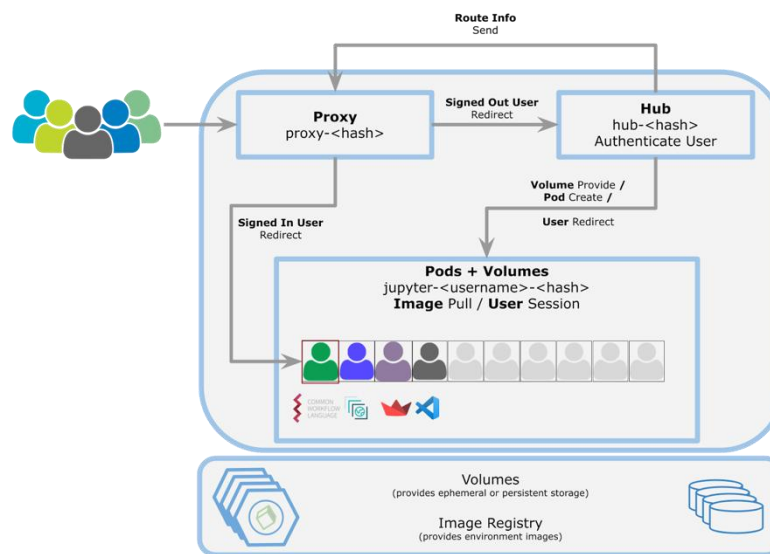 Route Info
Send
Proxy
proxy-<hash>
Signed Out User
Redirect
Hub
hub-<hash>
Authenticate User
Volume Provide /
Pod Create /
User Redirect
Signed In User
Redirect
Pods + Volumes
jupyter-<username>-<hash>
Image Pull / User Session
COMMON
WORKFLOW
LANGUAGE
Volumes
(provides ephemeral or persistent storage)
Image Registry
(provides environment images)